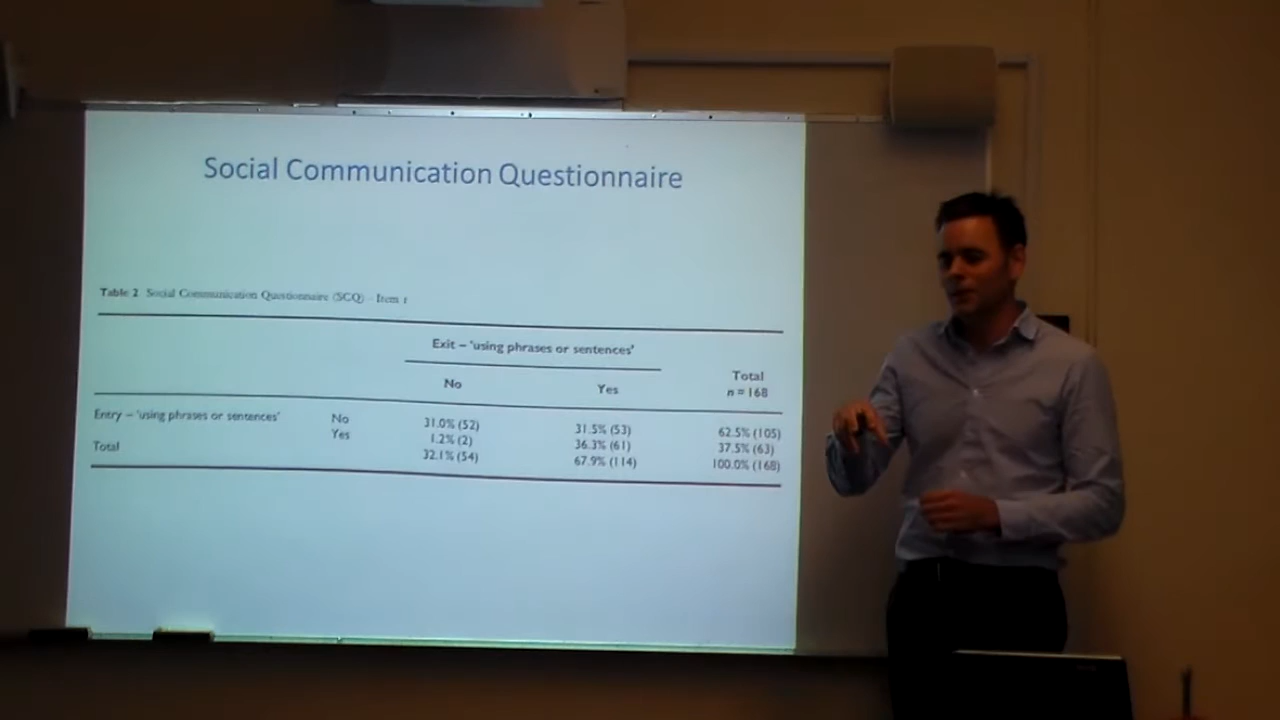 Social Communication Questionnaire
Table 2 Social Communication Questionnaire (SCQ) – Item 1
Exit – 'using phrases or sentences'
No Yes Total n = 168
Entry – 'using phrases or sentences' No 31.0% (52) 31.5% (53) 62.5% (105)
Yes 1.2% (2) 36.3% (61) 37.5% (63)
Total 32.1% (54) 67.9% (114) 100.0% (168)